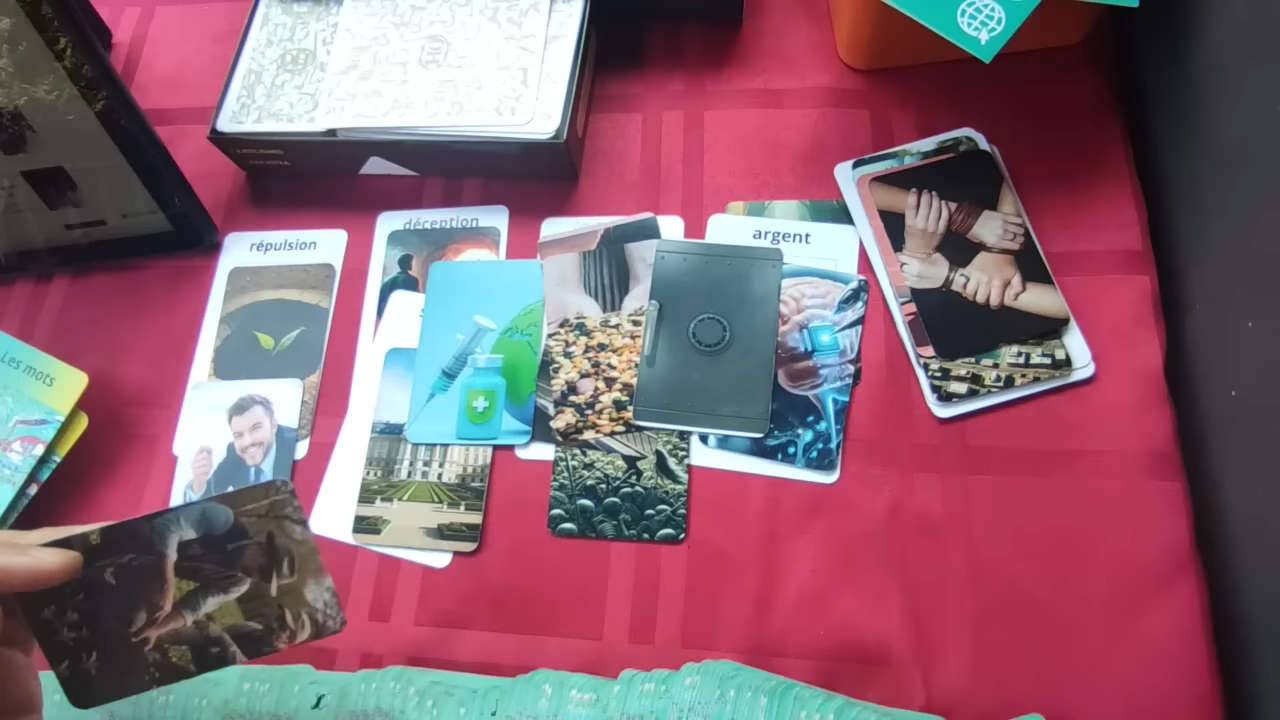 déception
répulsion
argent
Les mots